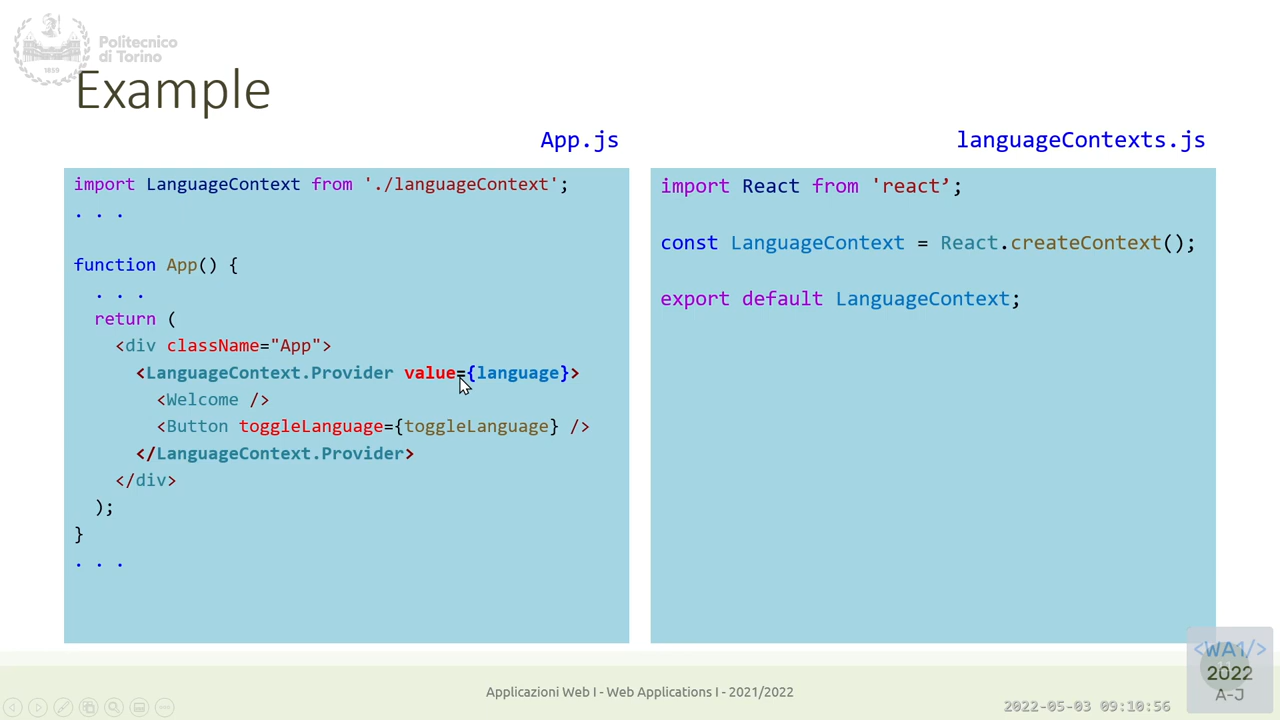 Politecnico
di Torino
1859
Example
App.js
import LanguageContext from './languageContext';
. . .
function App() {
. . .
return (
<div className="App">
<LanguageContext.Provider value={language}>
<Welcome />
<Button toggleLanguage={toggleLanguage} />
</LanguageContext.Provider>
</div>
);
}
. . .
languageContexts.js
import React from 'react’;
const LanguageContext = React.createContext();
export default LanguageContext;
Applicazioni Web I - Web Applications I - 2021/2022
<WA1/>
2022
A-J
2022-05-03 09:10:56